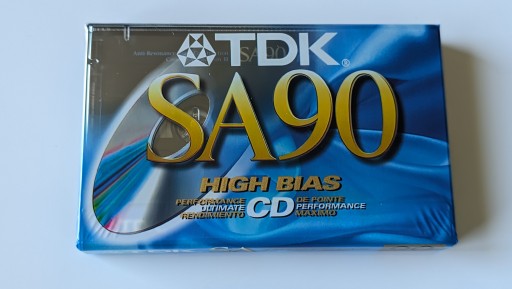 TDK®
SA90
HIGH BIAS
PERFORMANCE DE POINTE
ULTIMATE CD PERFORMANCE
RENDIMIENTO MAXIMO